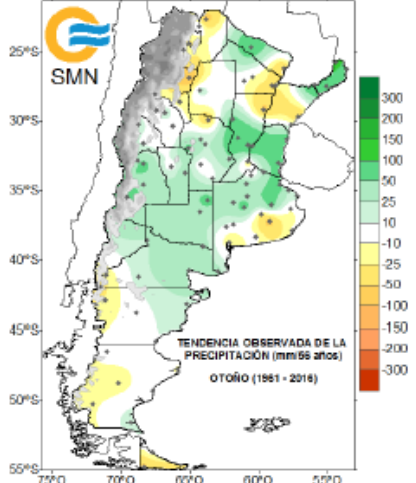 SMN
25°S
30°S
35°S
40°S
45°S
50°S
55°S
75°O
70°O
65°O
60°O
55°O
TENDENCIA OBSERVADA DE LA
PRECIPITACIÓN (mm/56 años)
OTOÑO (1961 - 2016)
300
200
150
100
50
25
10
-10
-25
-50
-100
-150
-200
-300